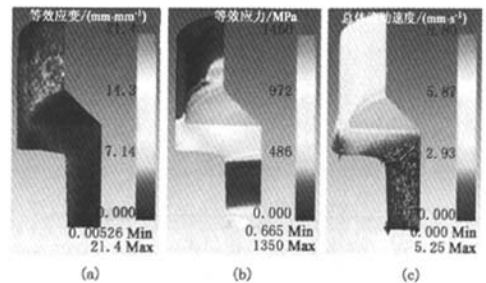 等效应变/(mm·mm⁻¹)
14.3
7.14
0.000
0.00526 Min
21.4 Max
(a)
等效应力/MPa
1460
972
486
0.000
0.665 Min
1350 Max
(b)
总体流动速度/(mm·s⁻¹)
5.87
2.93
0.000
0.000 Min
5.25 Max
(c)